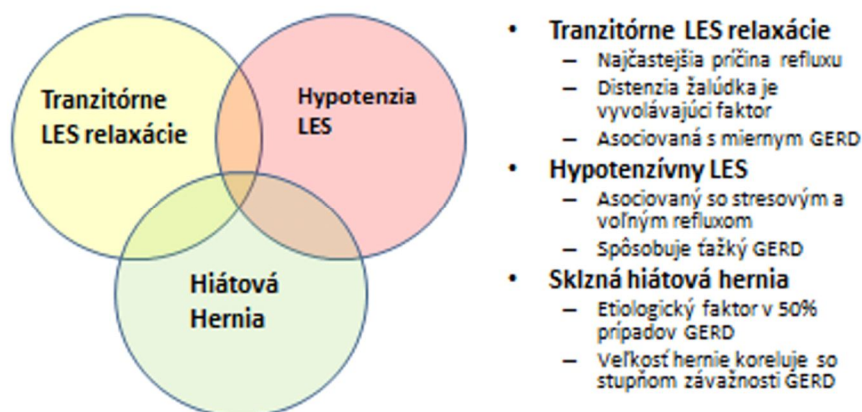 Tranzitórne
LES relaxácie
Hypotenzia
LES
Hiátová
Hernia
• Tranzitórne LES relaxácie
– Najčastejšia príčina refluxu
– Distenzia žalúdka je
vyvolávajúci faktor
– Asociovaná s miernym GERD
• Hypotenzívny LES
– Asociovaný so stresovým a
voľným refluxom
– Spôsobuje ťažký GERD
• Sklzná hiátová hernia
– Etiologický faktor v 50%
prípadov GERD
– Veľkosť hernie koreluje so
stupňom závažnosti GERD